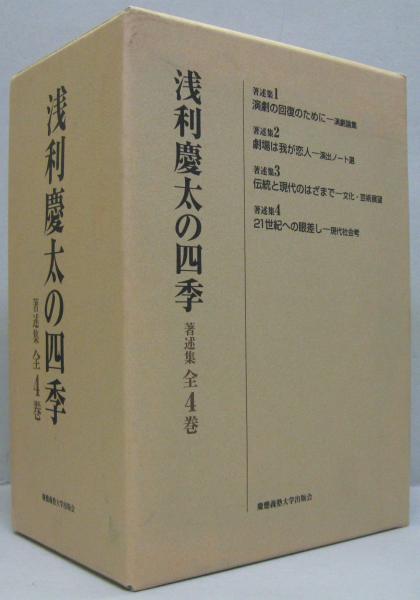 浅利慶太の四季
著述集 全4巻
慶應義塾大学出版会
浅利慶太の四季 著述集 全4巻
著述集1
演劇の回復のために―演劇論集
著述集2
劇場は我が恋人―演出ノート選
著述集3
伝統と現代のはざまで―文化・芸術展望
著述集4
21世紀への眼差し―現代社会考
慶應義塾大学出版会